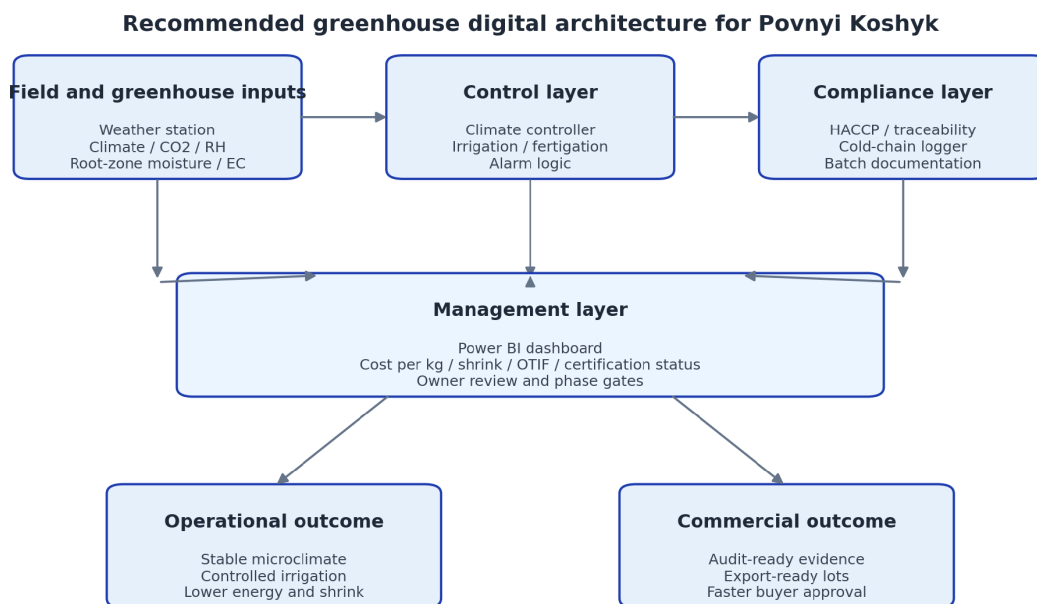 Recommended greenhouse digital architecture for Povnyi Koshyk
Field and greenhouse inputs
Weather station
Climate / CO2 / RH
Root-zone moisture / EC
Control layer
Climate controller
Irrigation / fertigation
Alarm logic
Compliance layer
HACCP / traceability
Cold-chain logger
Batch documentation
Management layer
Power BI dashboard
Cost per kg / shrink / OTIF / certification status
Owner review and phase gates
Operational outcome
Stable microclimate
Controlled irrigation
Lower energy and shrink
Commercial outcome
Audit-ready evidence
Export-ready lots
Faster buyer approval